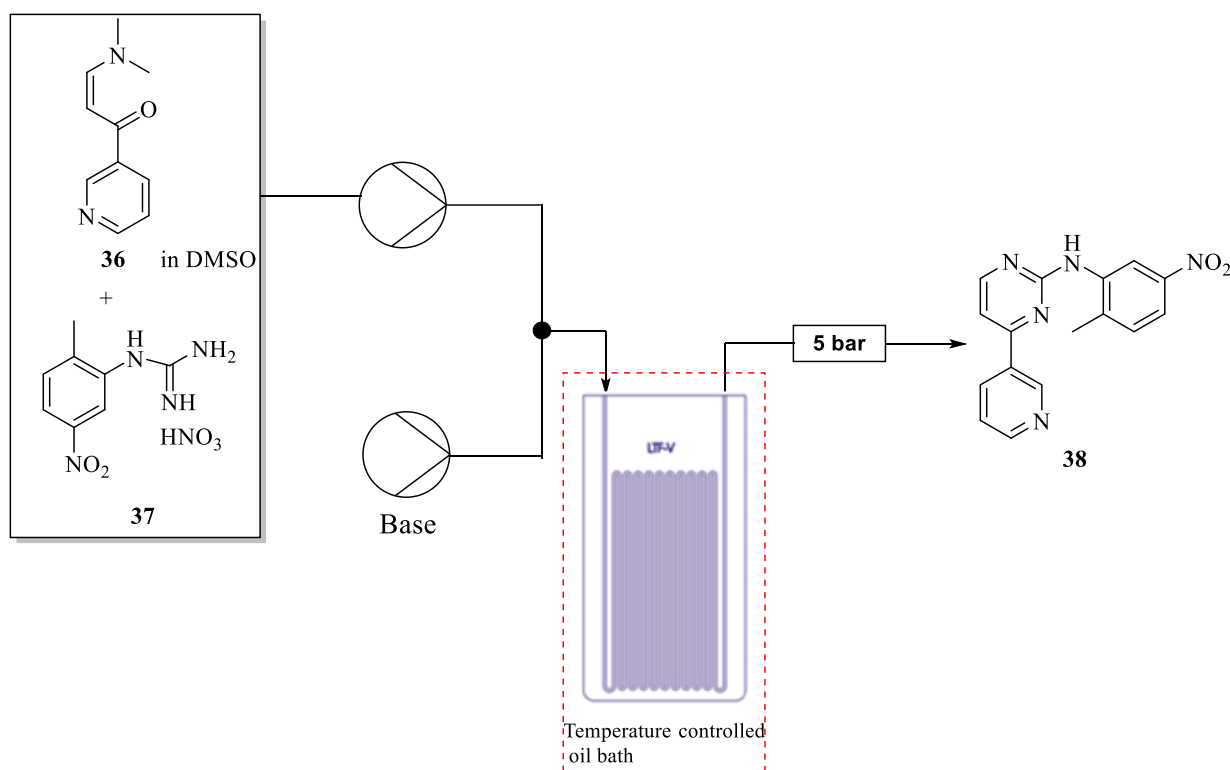 N
O
N
36 in DMSO
+
H
N
NH2
NH
HNO3
NO2
37
Base
LTF-V
Temperature controlled
oil bath
5 bar
H
N
N
NO2
N
N
38